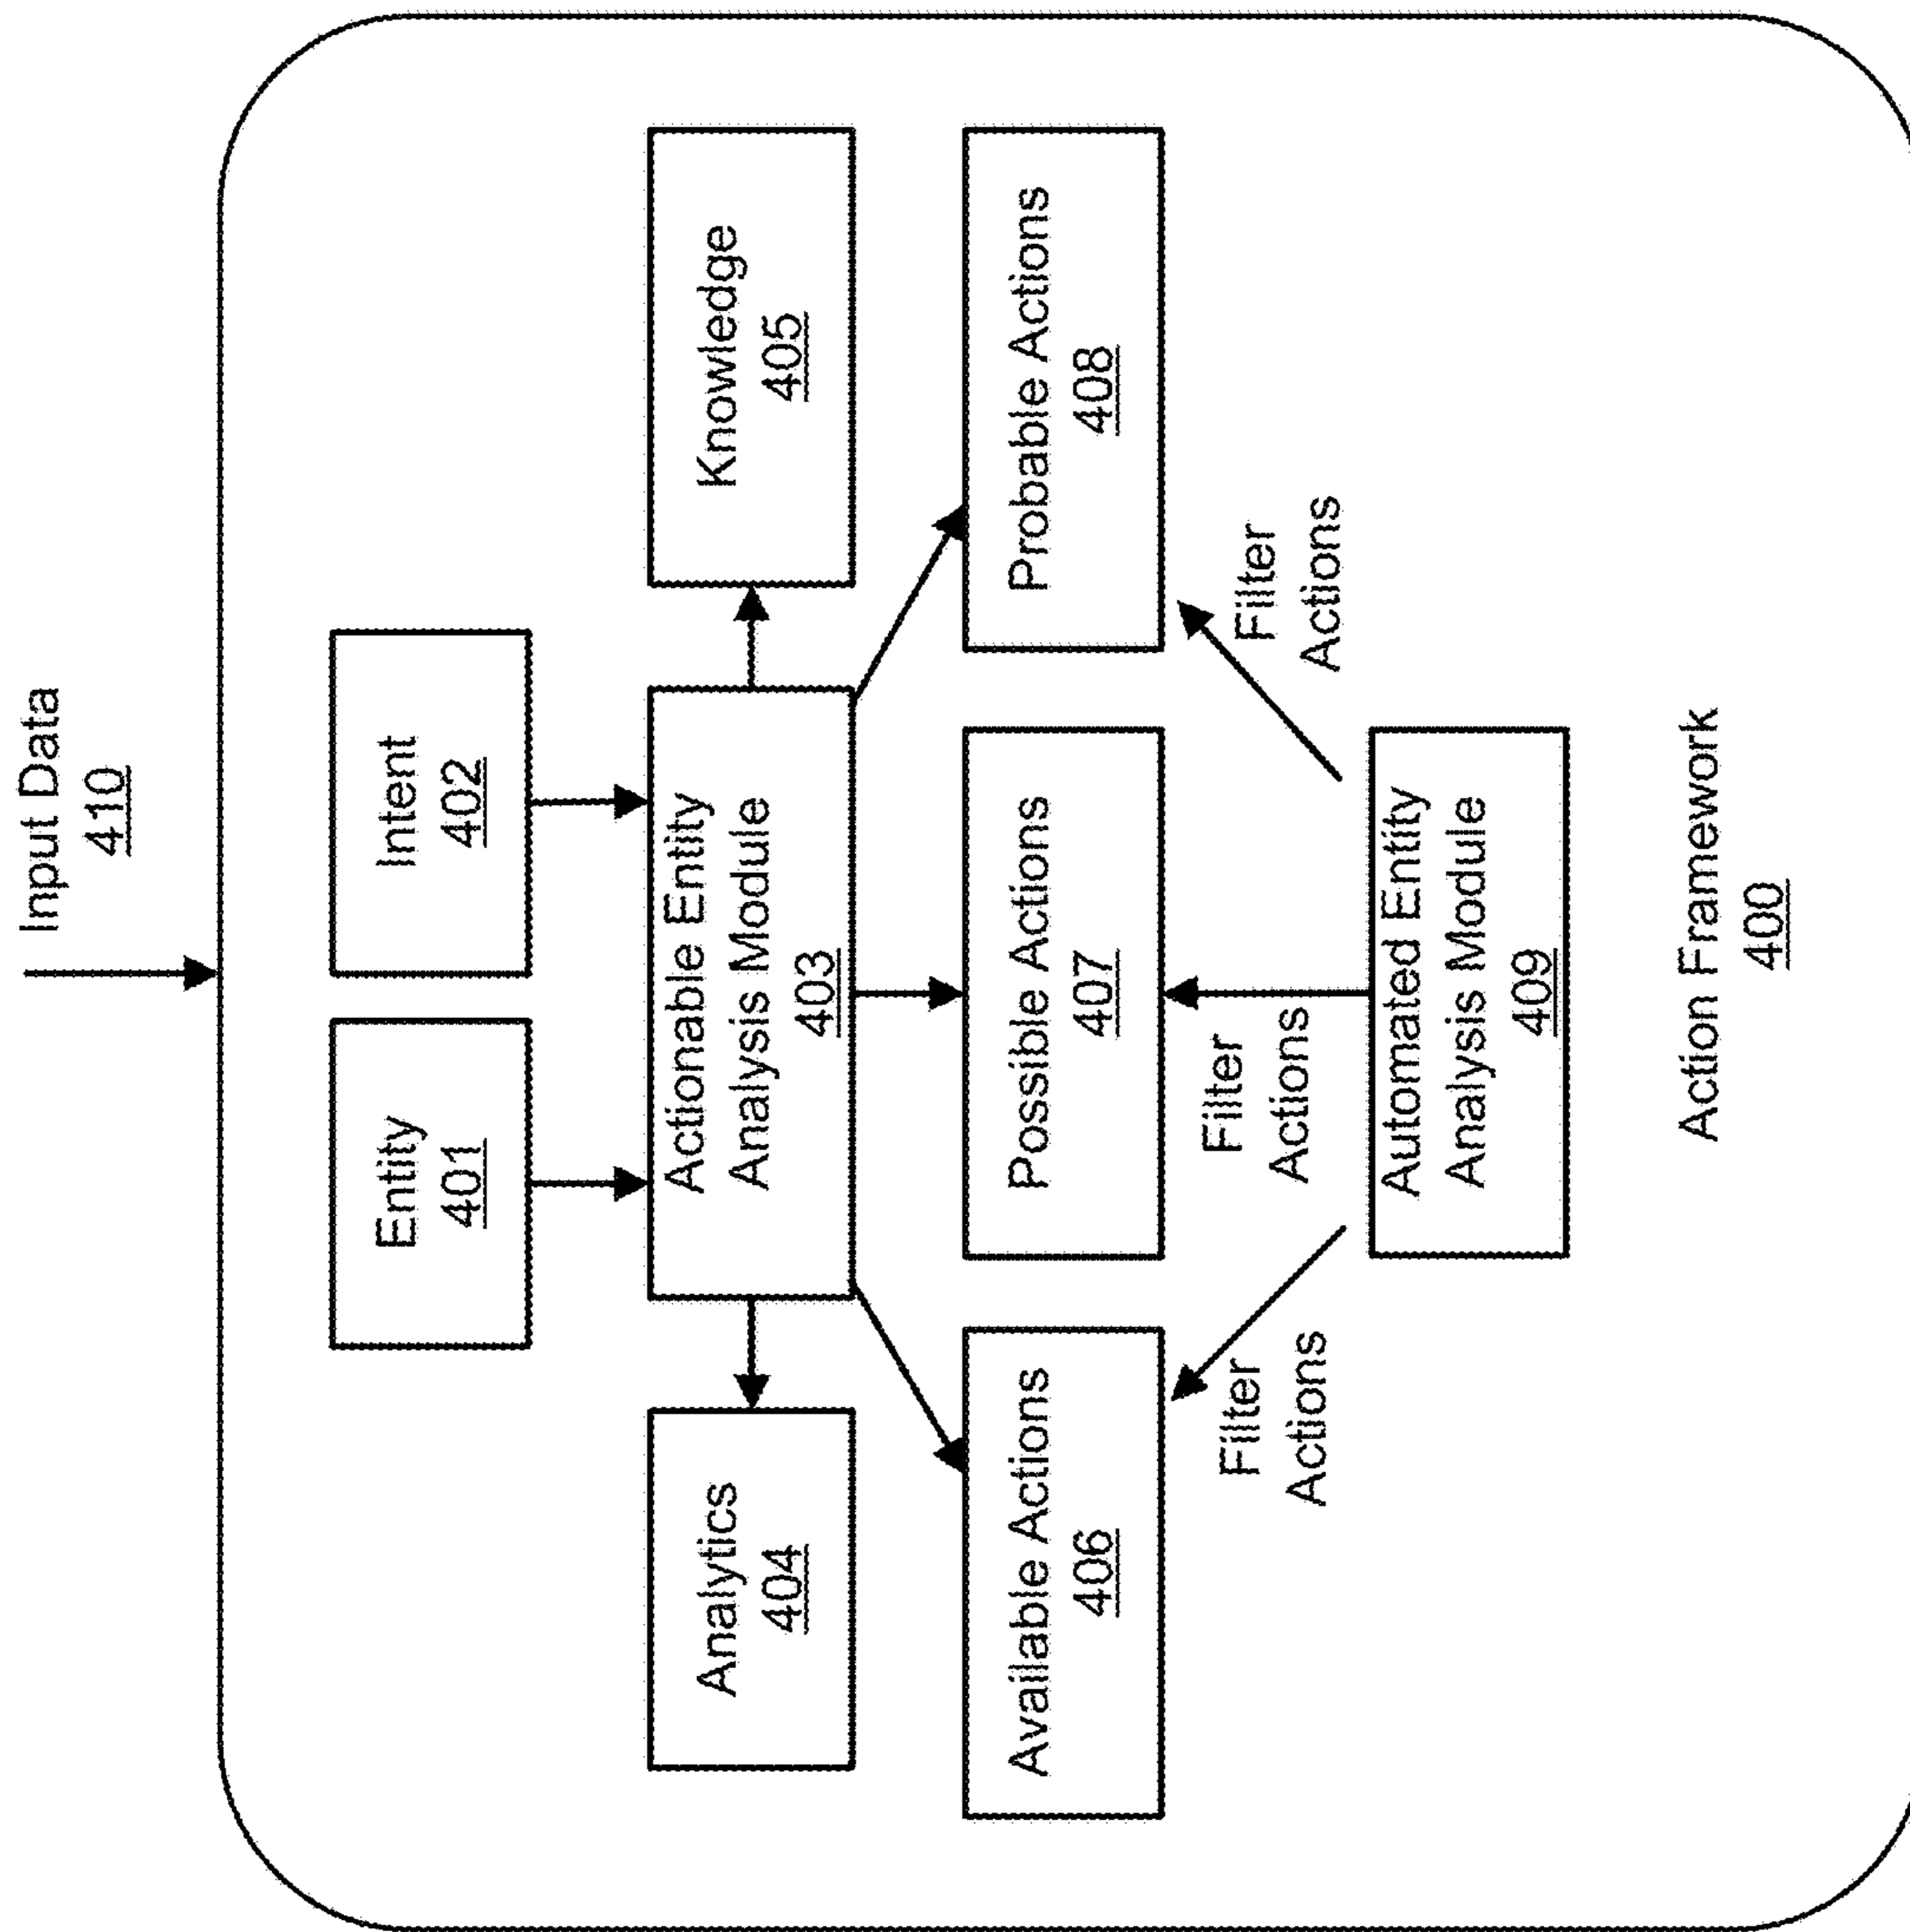 Input Data
410
Entity
401
Intent
402
Analytics
404
Actionable Entity
Analysis Module
403
Knowledge
405
Available Actions
406
Possible Actions
407
Probable Actions
408
Filter
Actions
Filter
Actions
Filter
Actions
Automated Entity
Analysis Module
409
Action Framework
400